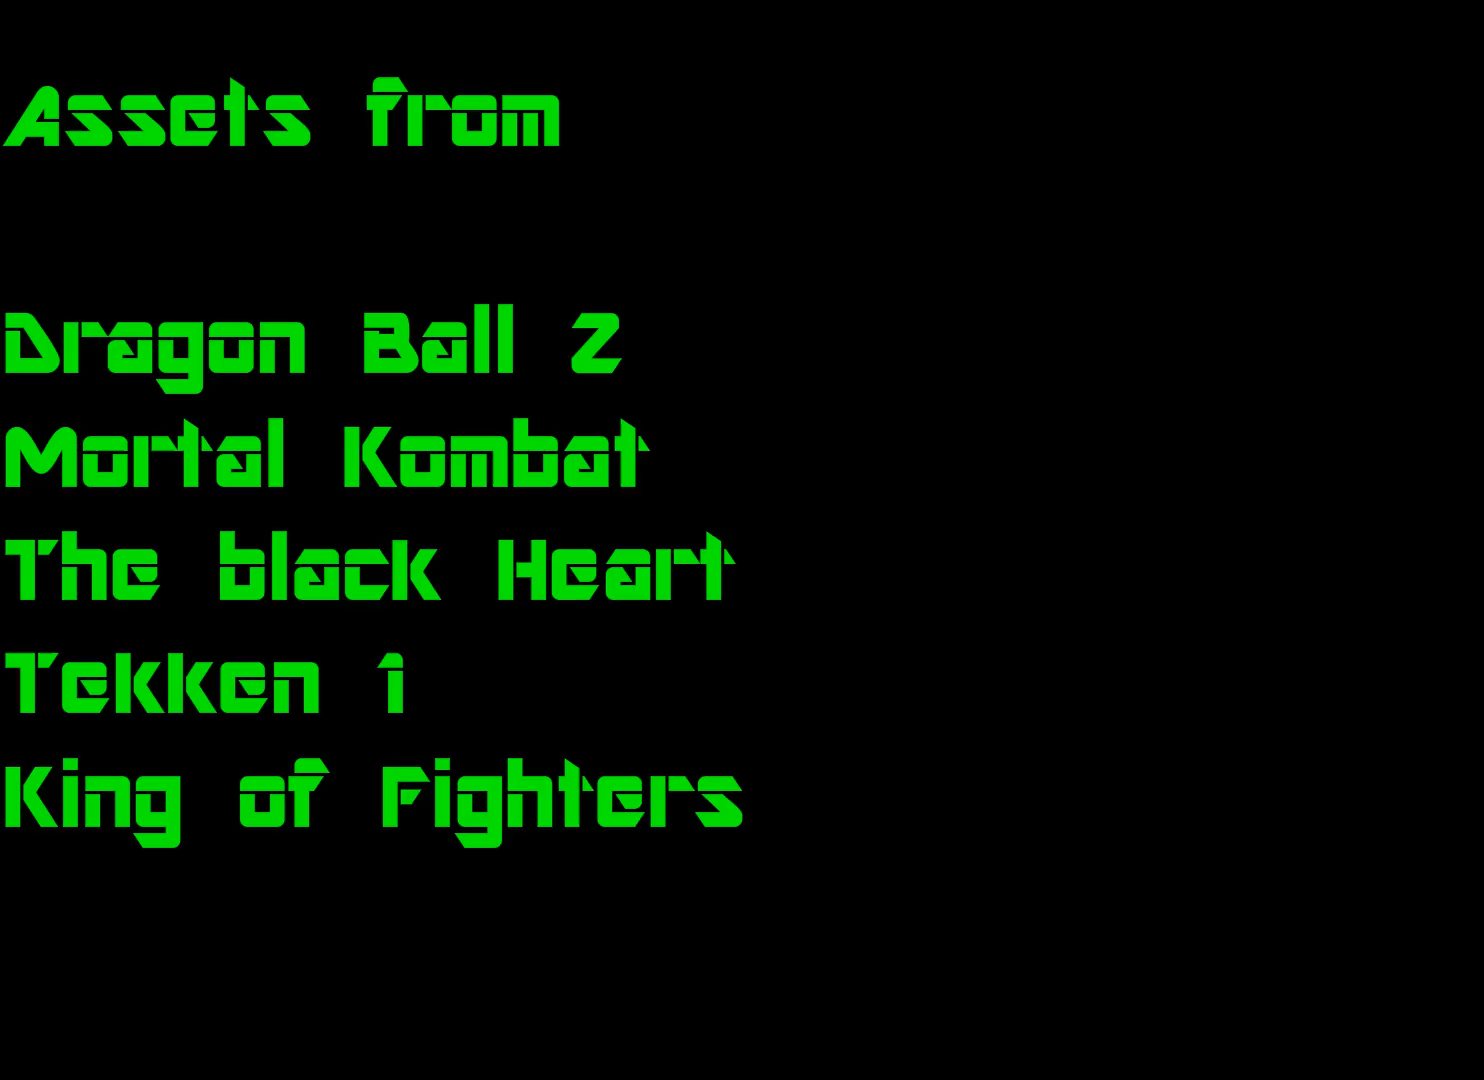 Assets from
Dragon Ball Z
Mortal Kombat
The black Heart
Tekken 1
King of Fighters